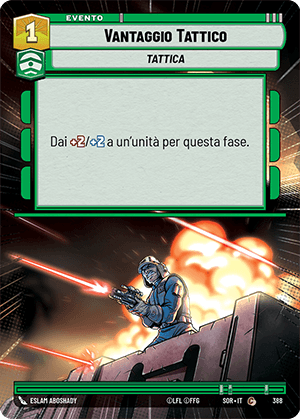 EVENTO
1
VANTAGGIO TATTICO
TATTICA
Dai +2/+2 a un'unità per questa fase.
ESLAM ABOSHADY
©LFL ©FFG
SOR • IT
C
388